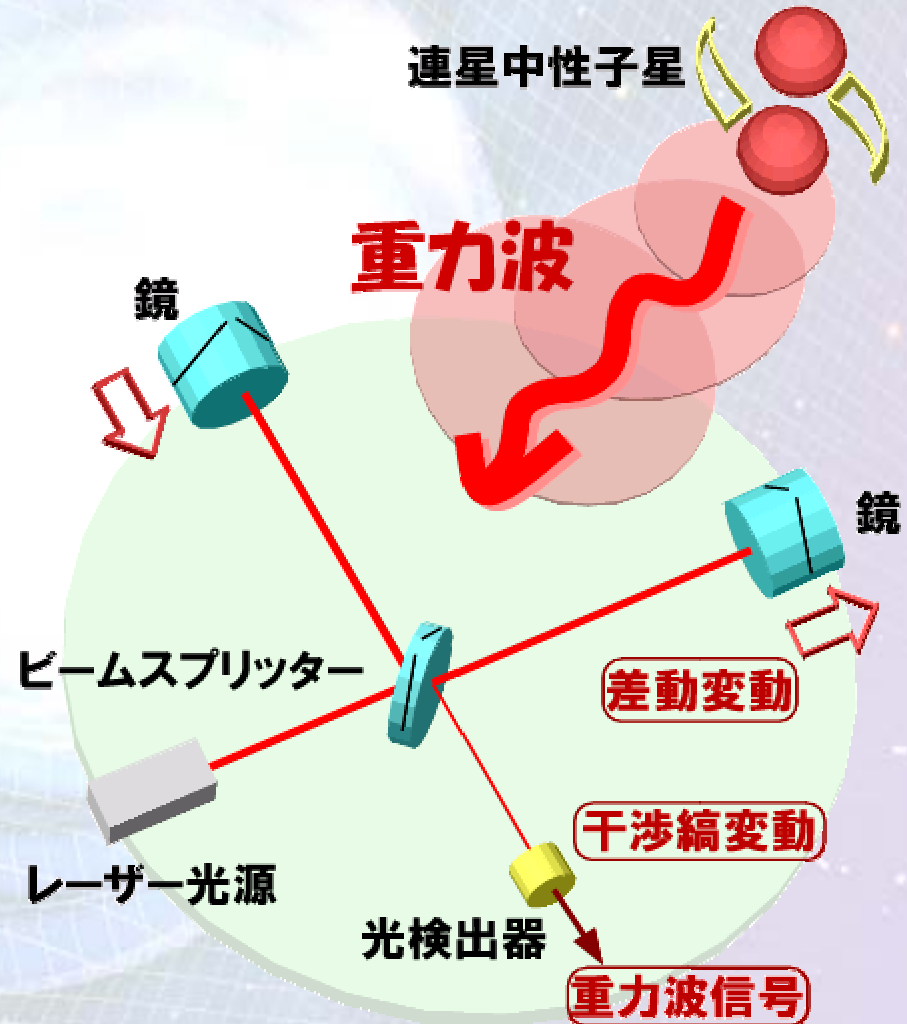 連星中性子星
重力波
鏡
鏡
ビームスプリッター
差動変動
干渉縞変動
レーザー光源
光検出器
重力波信号